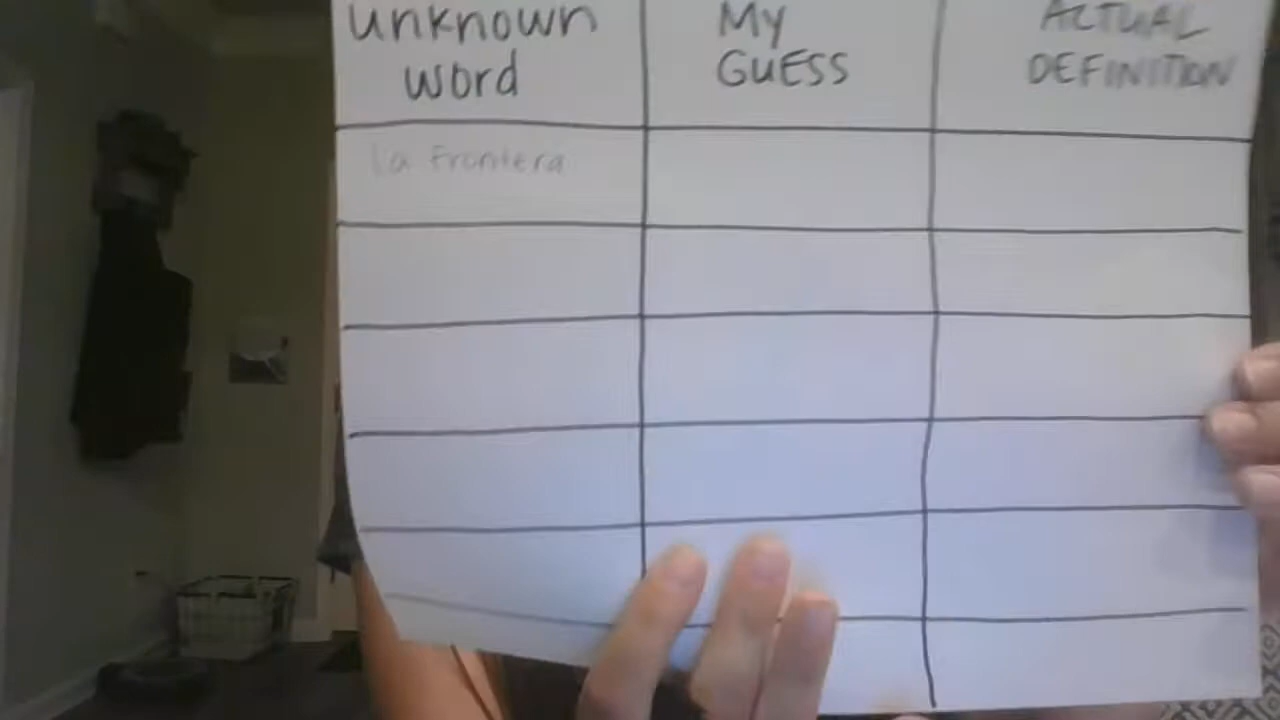 unknown
word
My
GUESS
ACTUAL
DEFINITION
la Frontera